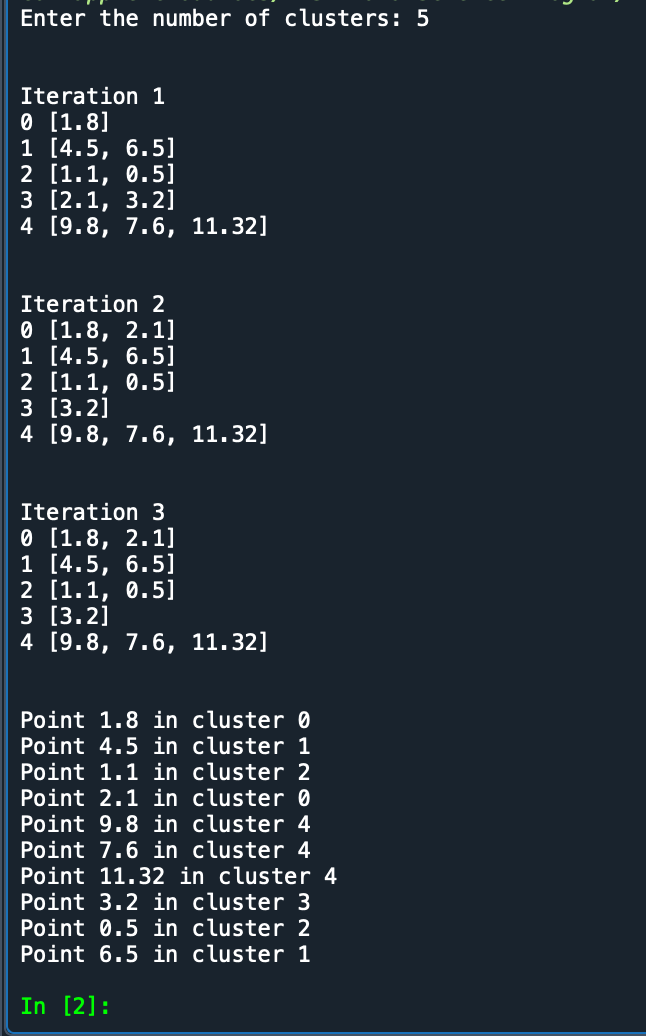 Enter the number of clusters: 5
Iteration 1
0 [1.8]
1 [4.5, 6.5]
2 [1.1, 0.5]
3 [2.1, 3.2]
4 [9.8, 7.6, 11.32]
Iteration 2
0 [1.8, 2.1]
1 [4.5, 6.5]
2 [1.1, 0.5]
3 [3.2]
4 [9.8, 7.6, 11.32]
Iteration 3
0 [1.8, 2.1]
1 [4.5, 6.5]
2 [1.1, 0.5]
3 [3.2]
4 [9.8, 7.6, 11.32]
Point 1.8 in cluster 0
Point 4.5 in cluster 1
Point 1.1 in cluster 2
Point 2.1 in cluster 0
Point 9.8 in cluster 4
Point 7.6 in cluster 4
Point 11.32 in cluster 4
Point 3.2 in cluster 3
Point 0.5 in cluster 2
Point 6.5 in cluster 1
In [2]: